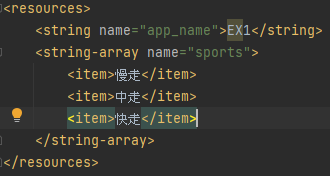 <resources>
<string name="app_name">EX1</string>
<string-array name="sports">
<item>慢走</item>
<item>中走</item>
<item>快走</item>
</string-array>
</resources>